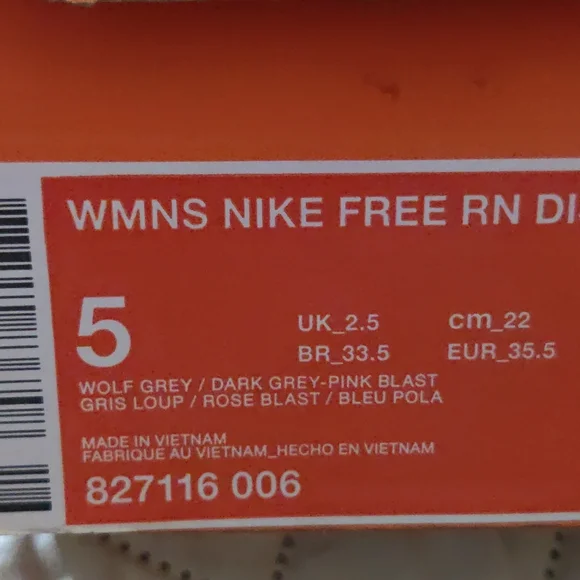 WMNS NIKE FREE RN DI
5
UK_2.5 cm_22
BR_33.5 EUR_35.5
WOLF GREY / DARK GREY-PINK BLAST
GRIS LOUP / ROSE BLAST / BLEU POLA
MADE IN VIETNAM
FABRIQUE AU VIETNAM_HECHO EN VIETNAM
827116 006